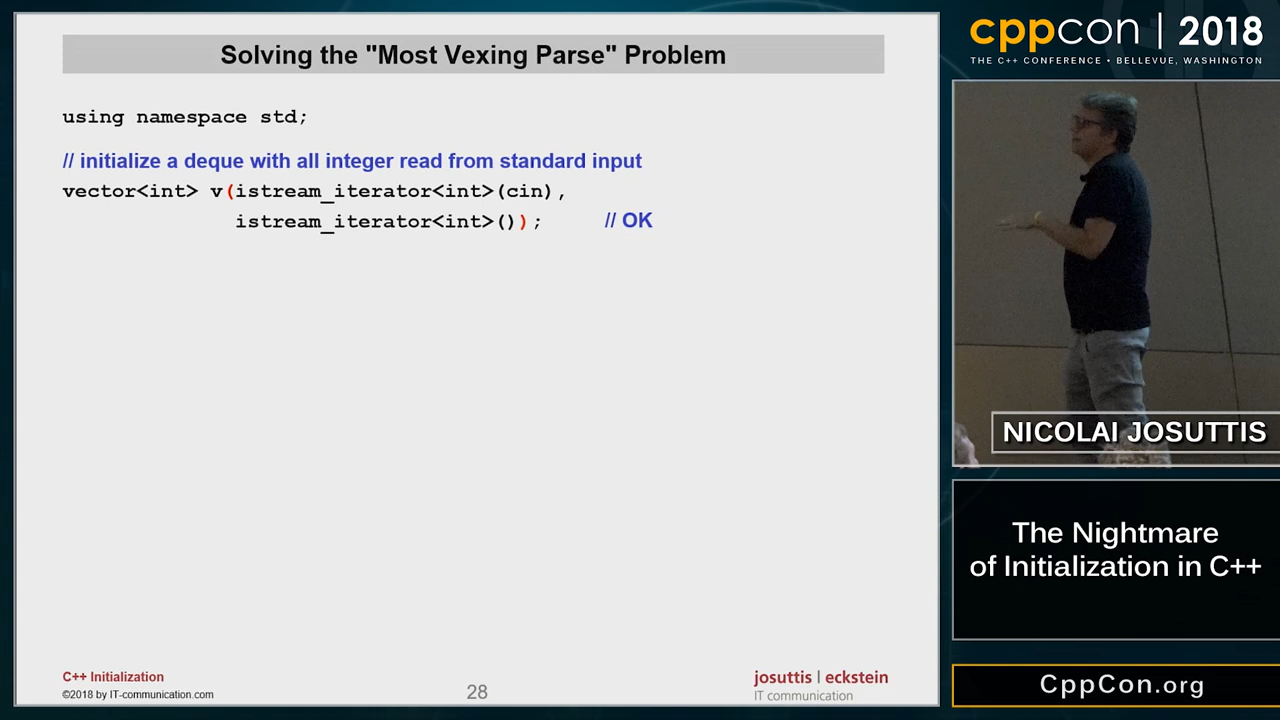 Solving the "Most Vexing Parse" Problem
using namespace std;
// initialize a deque with all integer read from standard input
vector<int> v(istream_iterator<int>(cin),
istream_iterator<int>()); // OK
C++ Initialization
©2018 by IT-communication.com
28
josuttis | eckstein
IT communication
cppcon | 2018
THE C++ CONFERENCE • BELLEVUE, WASHINGTON
NICOLAI JOSUTTIS
The Nightmare
of Initialization in C++
CppCon.org